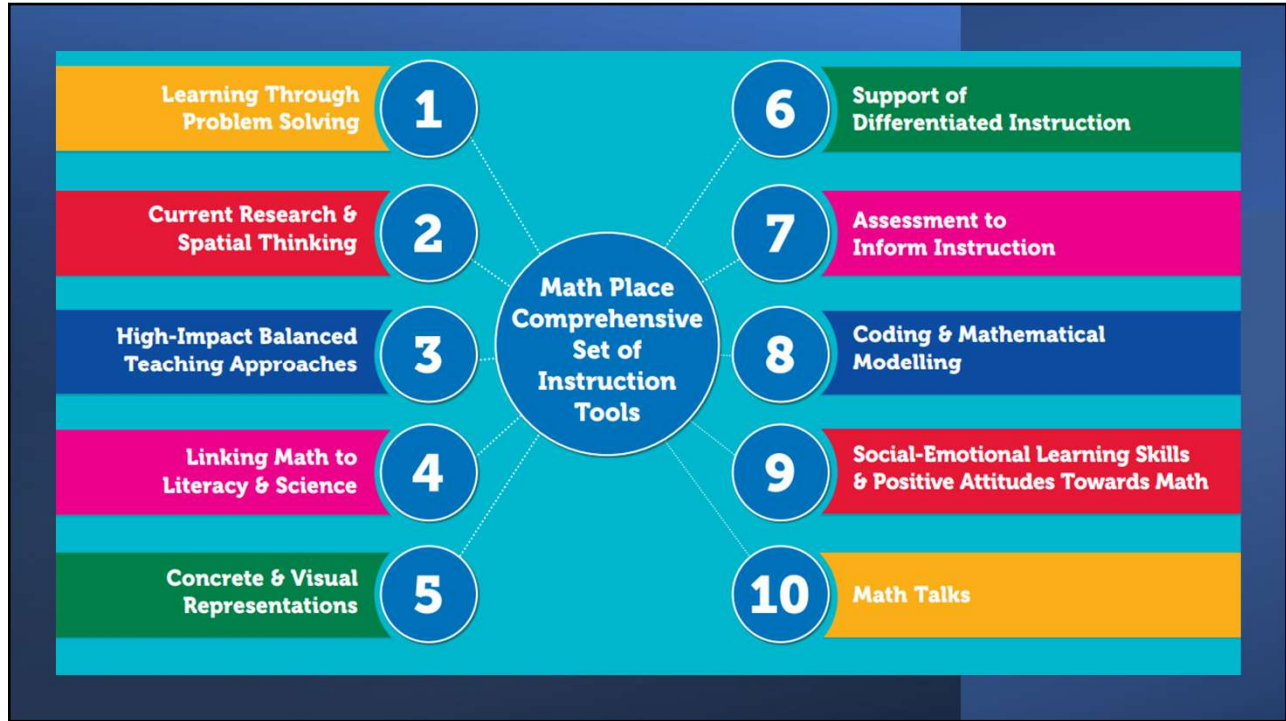 Learning Through
Problem Solving
1
Current Research &
Spatial Thinking
2
High-Impact Balanced
Teaching Approaches
3
Linking Math to
Literacy & Science
4
Concrete & Visual
Representations
5
Math Place
Comprehensive
Set of
Instruction
Tools
6
Support of
Differentiated Instruction
7
Assessment to
Inform Instruction
8
Coding & Mathematical
Modelling
9
Social-Emotional Learning Skills
& Positive Attitudes Towards Math
10
Math Talks